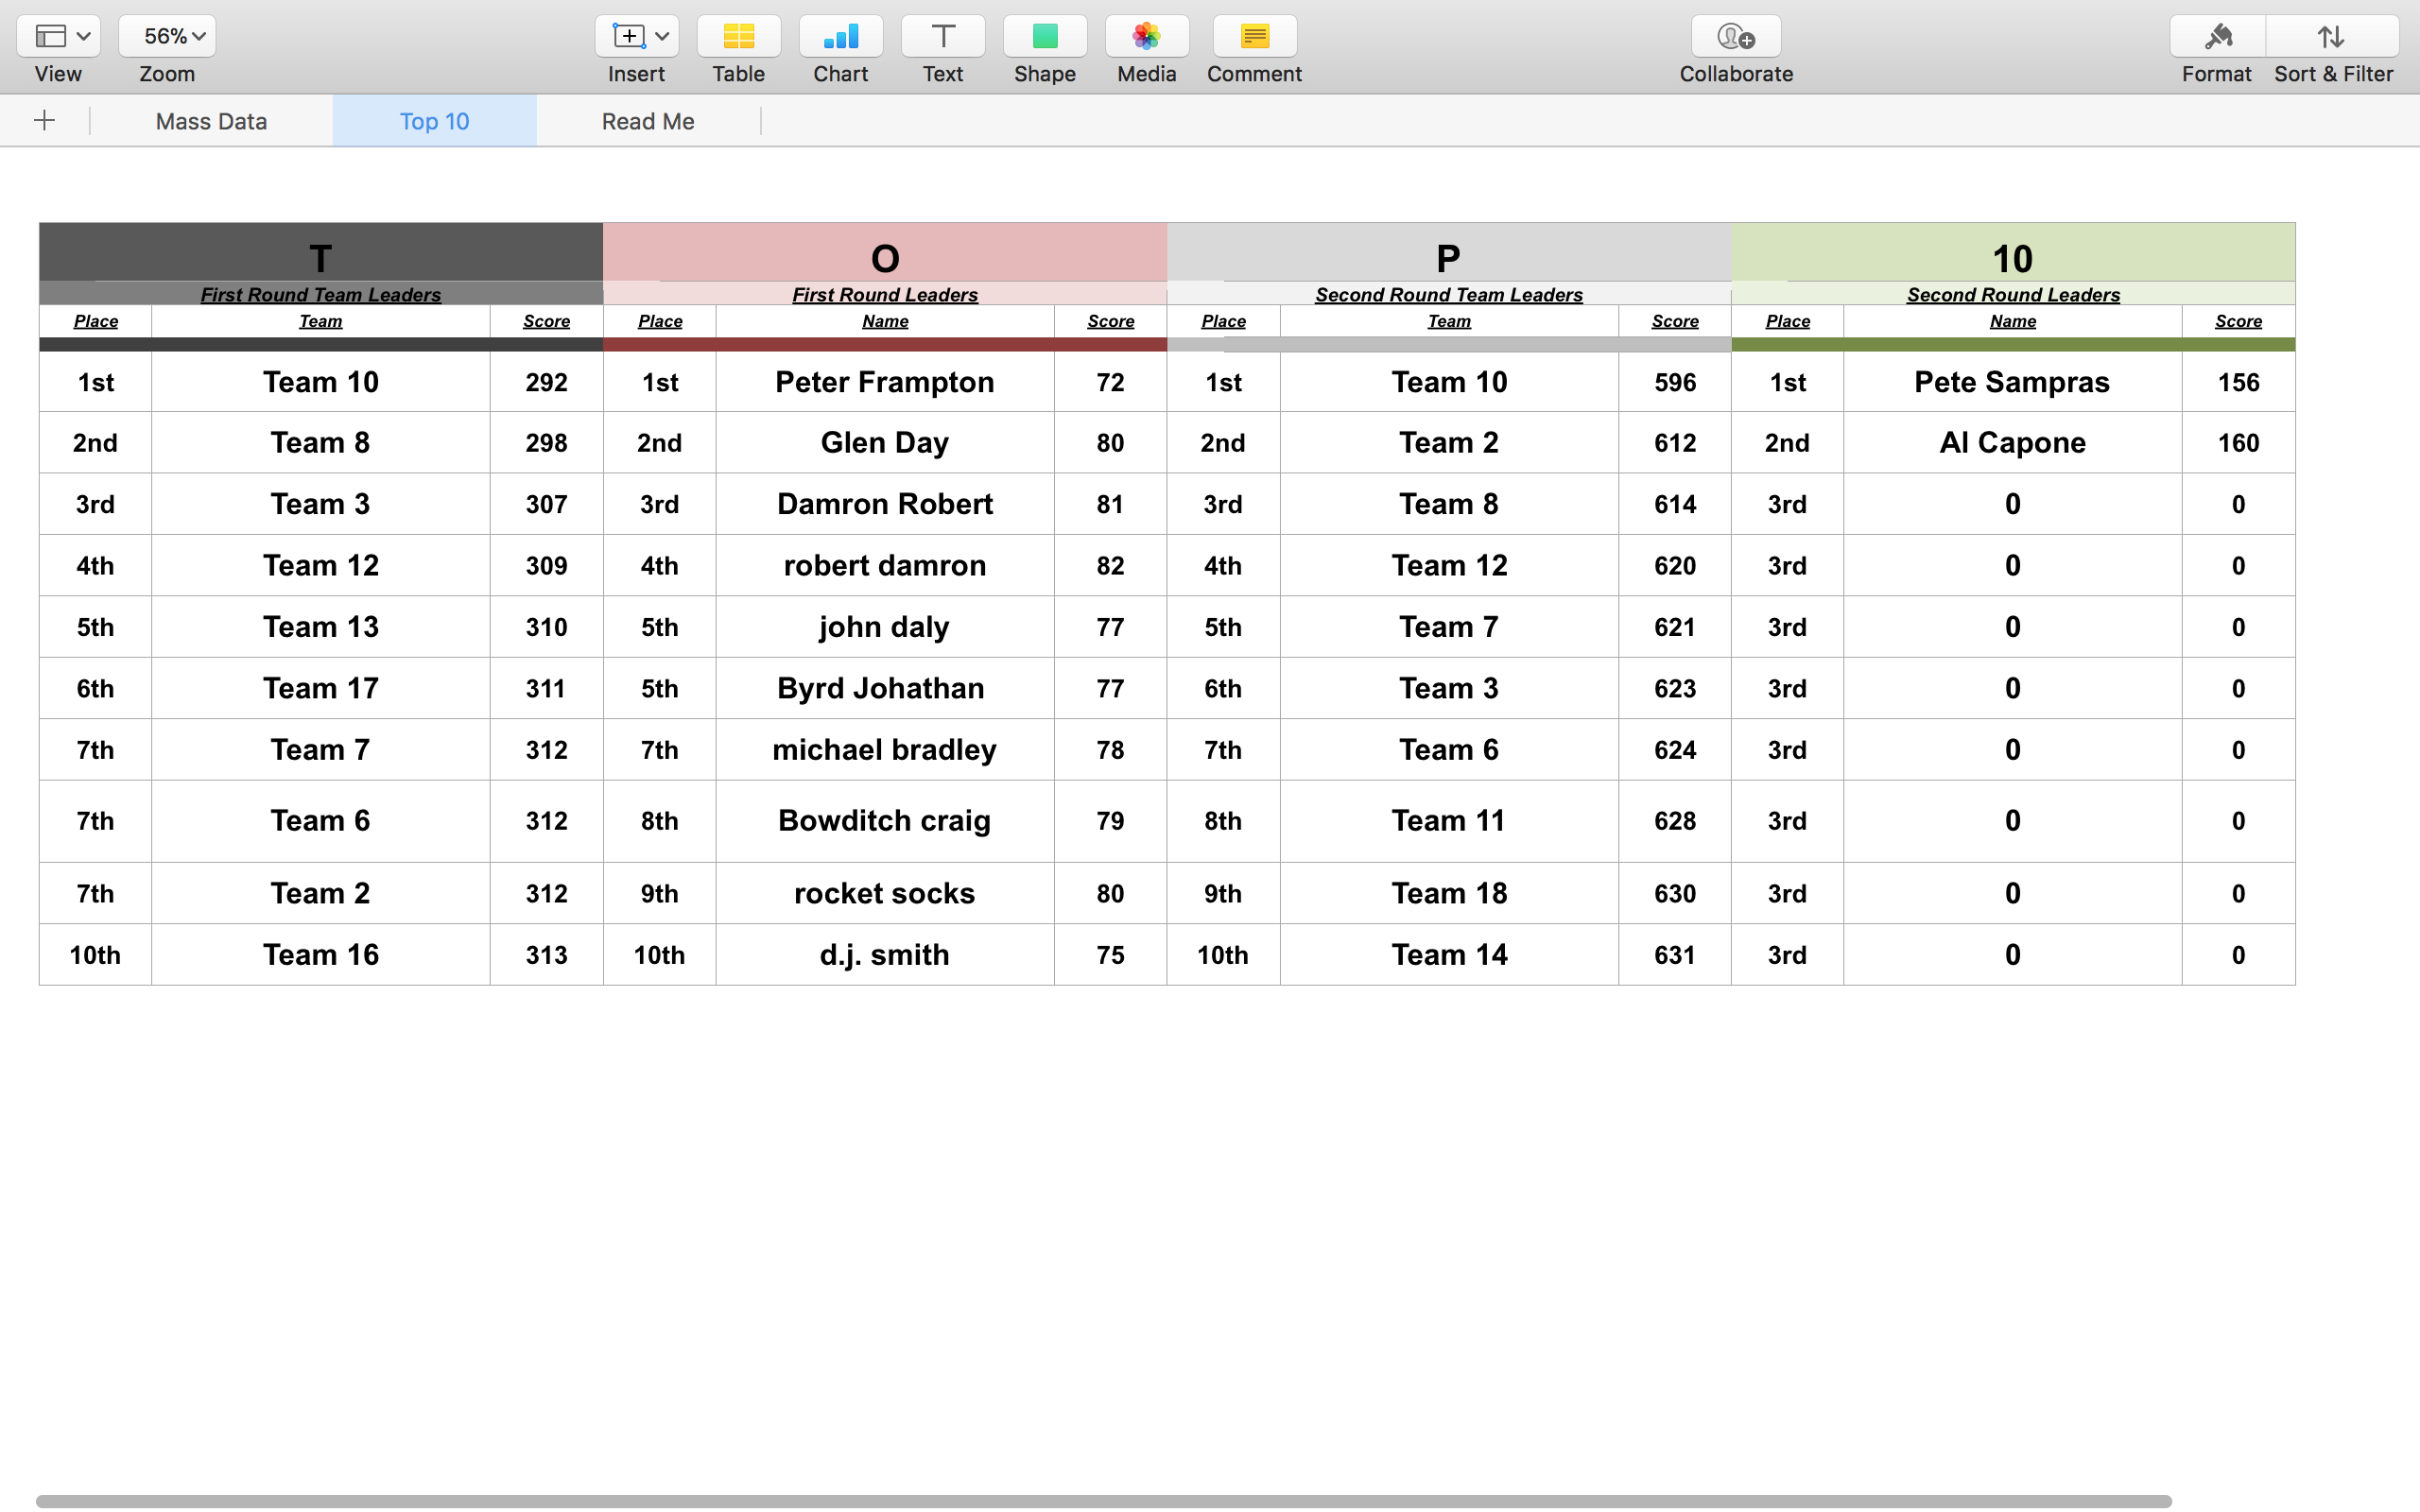 56%
View Zoom Insert Table Chart Text Shape Media Comment Collaborate Format Sort & Filter
Mass Data Top 10 Read Me
T O P 10
First Round Team Leaders First Round Leaders Second Round Team Leaders Second Round Leaders
Place Team Score Place Name Score Place Team Score Place Name Score
1st Team 10 292 1st Peter Frampton 72 1st Team 10 596 1st Pete Sampras 156
2nd Team 8 298 2nd Glen Day 80 2nd Team 2 612 2nd Al Capone 160
3rd Team 3 307 3rd Damron Robert 81 3rd Team 8 614 3rd 0 0
4th Team 12 309 4th robert damron 82 4th Team 12 620 3rd 0 0
5th Team 13 310 5th john daly 77 5th Team 7 621 3rd 0 0
6th Team 17 311 5th Byrd Johathan 77 6th Team 3 623 3rd 0 0
7th Team 7 312 7th michael bradley 78 7th Team 6 624 3rd 0 0
7th Team 6 312 8th Bowditch craig 79 8th Team 11 628 3rd 0 0
7th Team 2 312 9th rocket socks 80 9th Team 18 630 3rd 0 0
10th Team 16 313 10th d.j. smith 75 10th Team 14 631 3rd 0 0